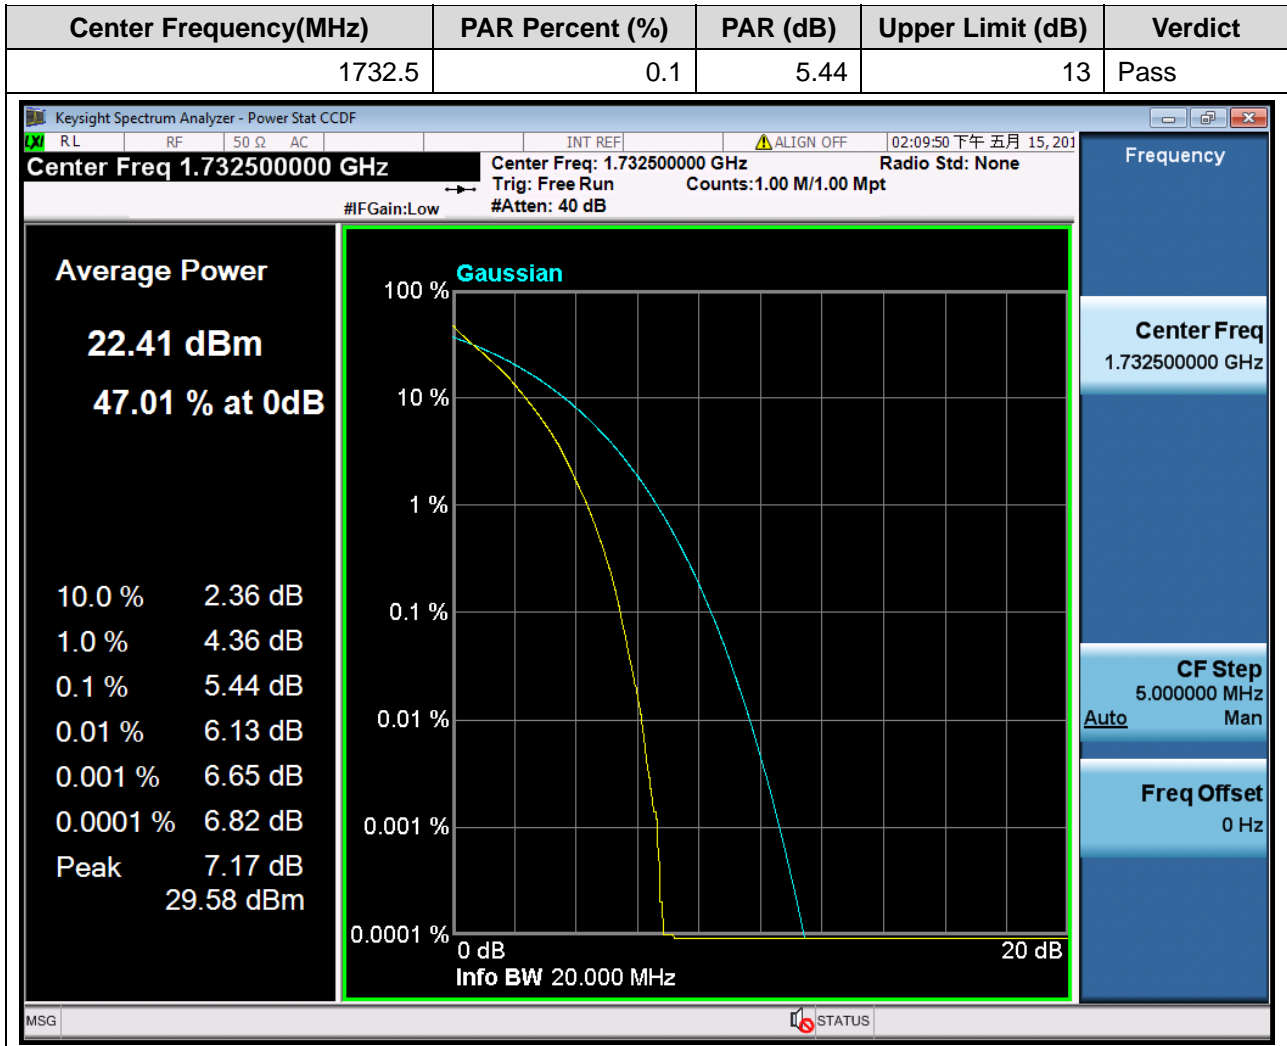 Center Frequency(MHz) PAR Percent (%) PAR (dB) Upper Limit (dB) Verdict
1732.5 0.1 5.44 13 Pass
Keysight Spectrum Analyzer - Power Stat CCDF
LXI RL RF 50 Ω AC INT REF ALIGN OFF 02:09:50 下午 五月 15, 201
Center Freq 1.732500000 GHz
Center Freq: 1.732500000 GHz Radio Std: None
Trig: Free Run Counts:1.00 M/1.00 Mpt
#IFGain:Low #Atten: 40 dB
Average Power
22.41 dBm
47.01 % at 0dB
10.0 % 2.36 dB
1.0 % 4.36 dB
0.1 % 5.44 dB
0.01 % 6.13 dB
0.001 % 6.65 dB
0.0001 % 6.82 dB
Peak 7.17 dB
29.58 dBm
Gaussian
100 %
10 %
1 %
0.1 %
0.01 %
0.001 %
0.0001 %
0 dB 20 dB
Info BW 20.000 MHz
Frequency
Center Freq
1.732500000 GHz
CF Step
5.000000 MHz
Auto Man
Freq Offset
0 Hz
MSG STATUS